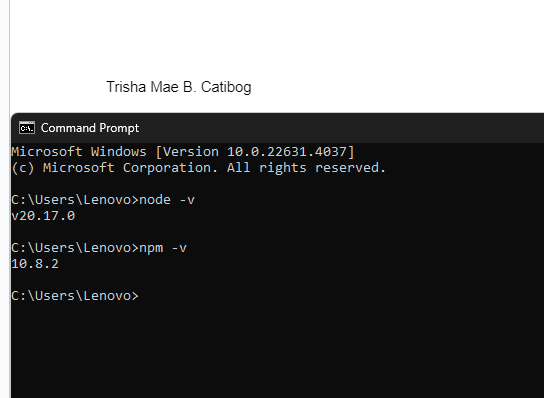 Trisha Mae B. Catibog
Command Prompt
Microsoft Windows [Version 10.0.22631.4037]
(c) Microsoft Corporation. All rights reserved.
C:\Users\Lenovo>node -v
v20.17.0
C:\Users\Lenovo>npm -v
10.8.2
C:\Users\Lenovo>